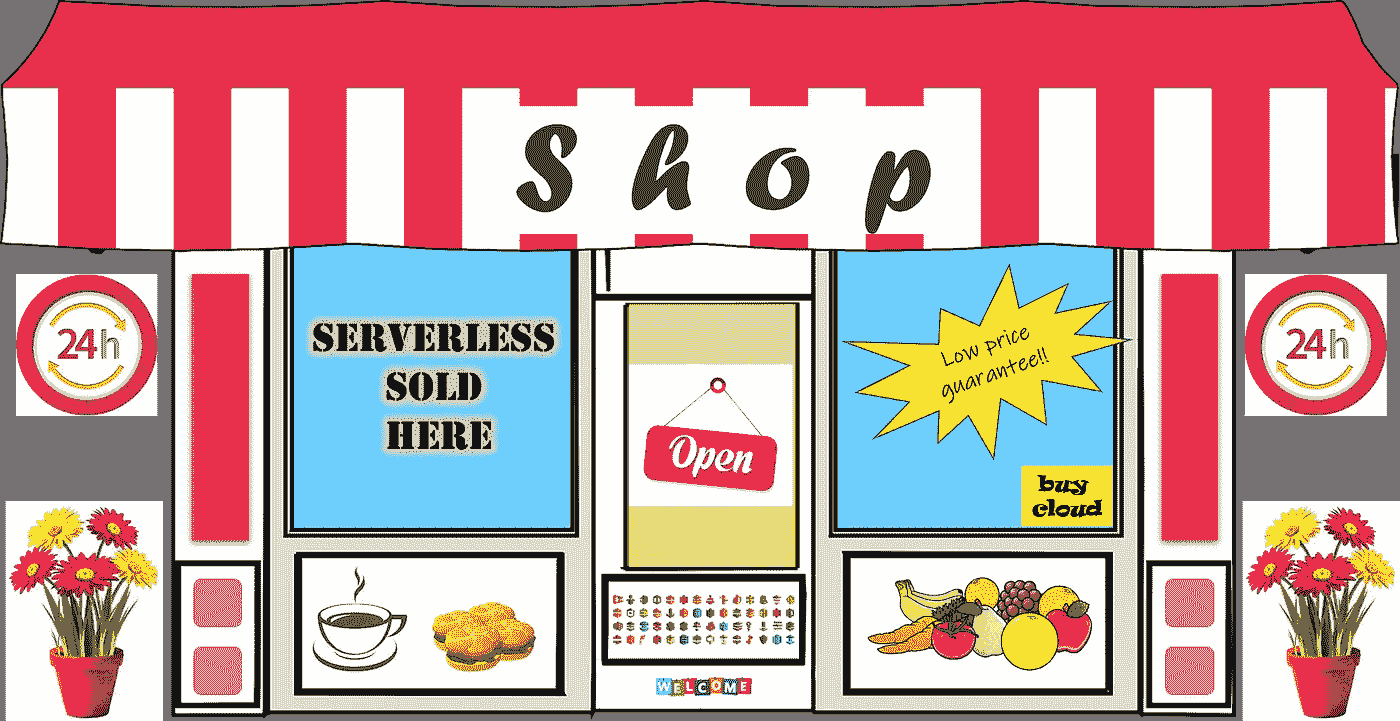 Shop
24h
24h
SERVERLESS
SOLD
HERE
Low price
guarantee!!
Open
buy
cloud
WELCOME